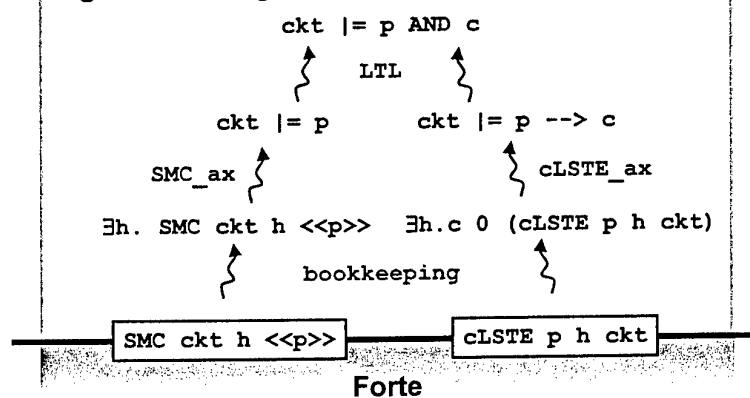 ckt |= p AND c
LTL
ckt |= p ckt |= p --> c
SMC_ax cLSTE_ax
∃h. SMC ckt h <<p>> ∃h.c 0 (cLSTE p h ckt)
bookkeeping
SMC ckt h <<p>> cLSTE p h ckt
Forte